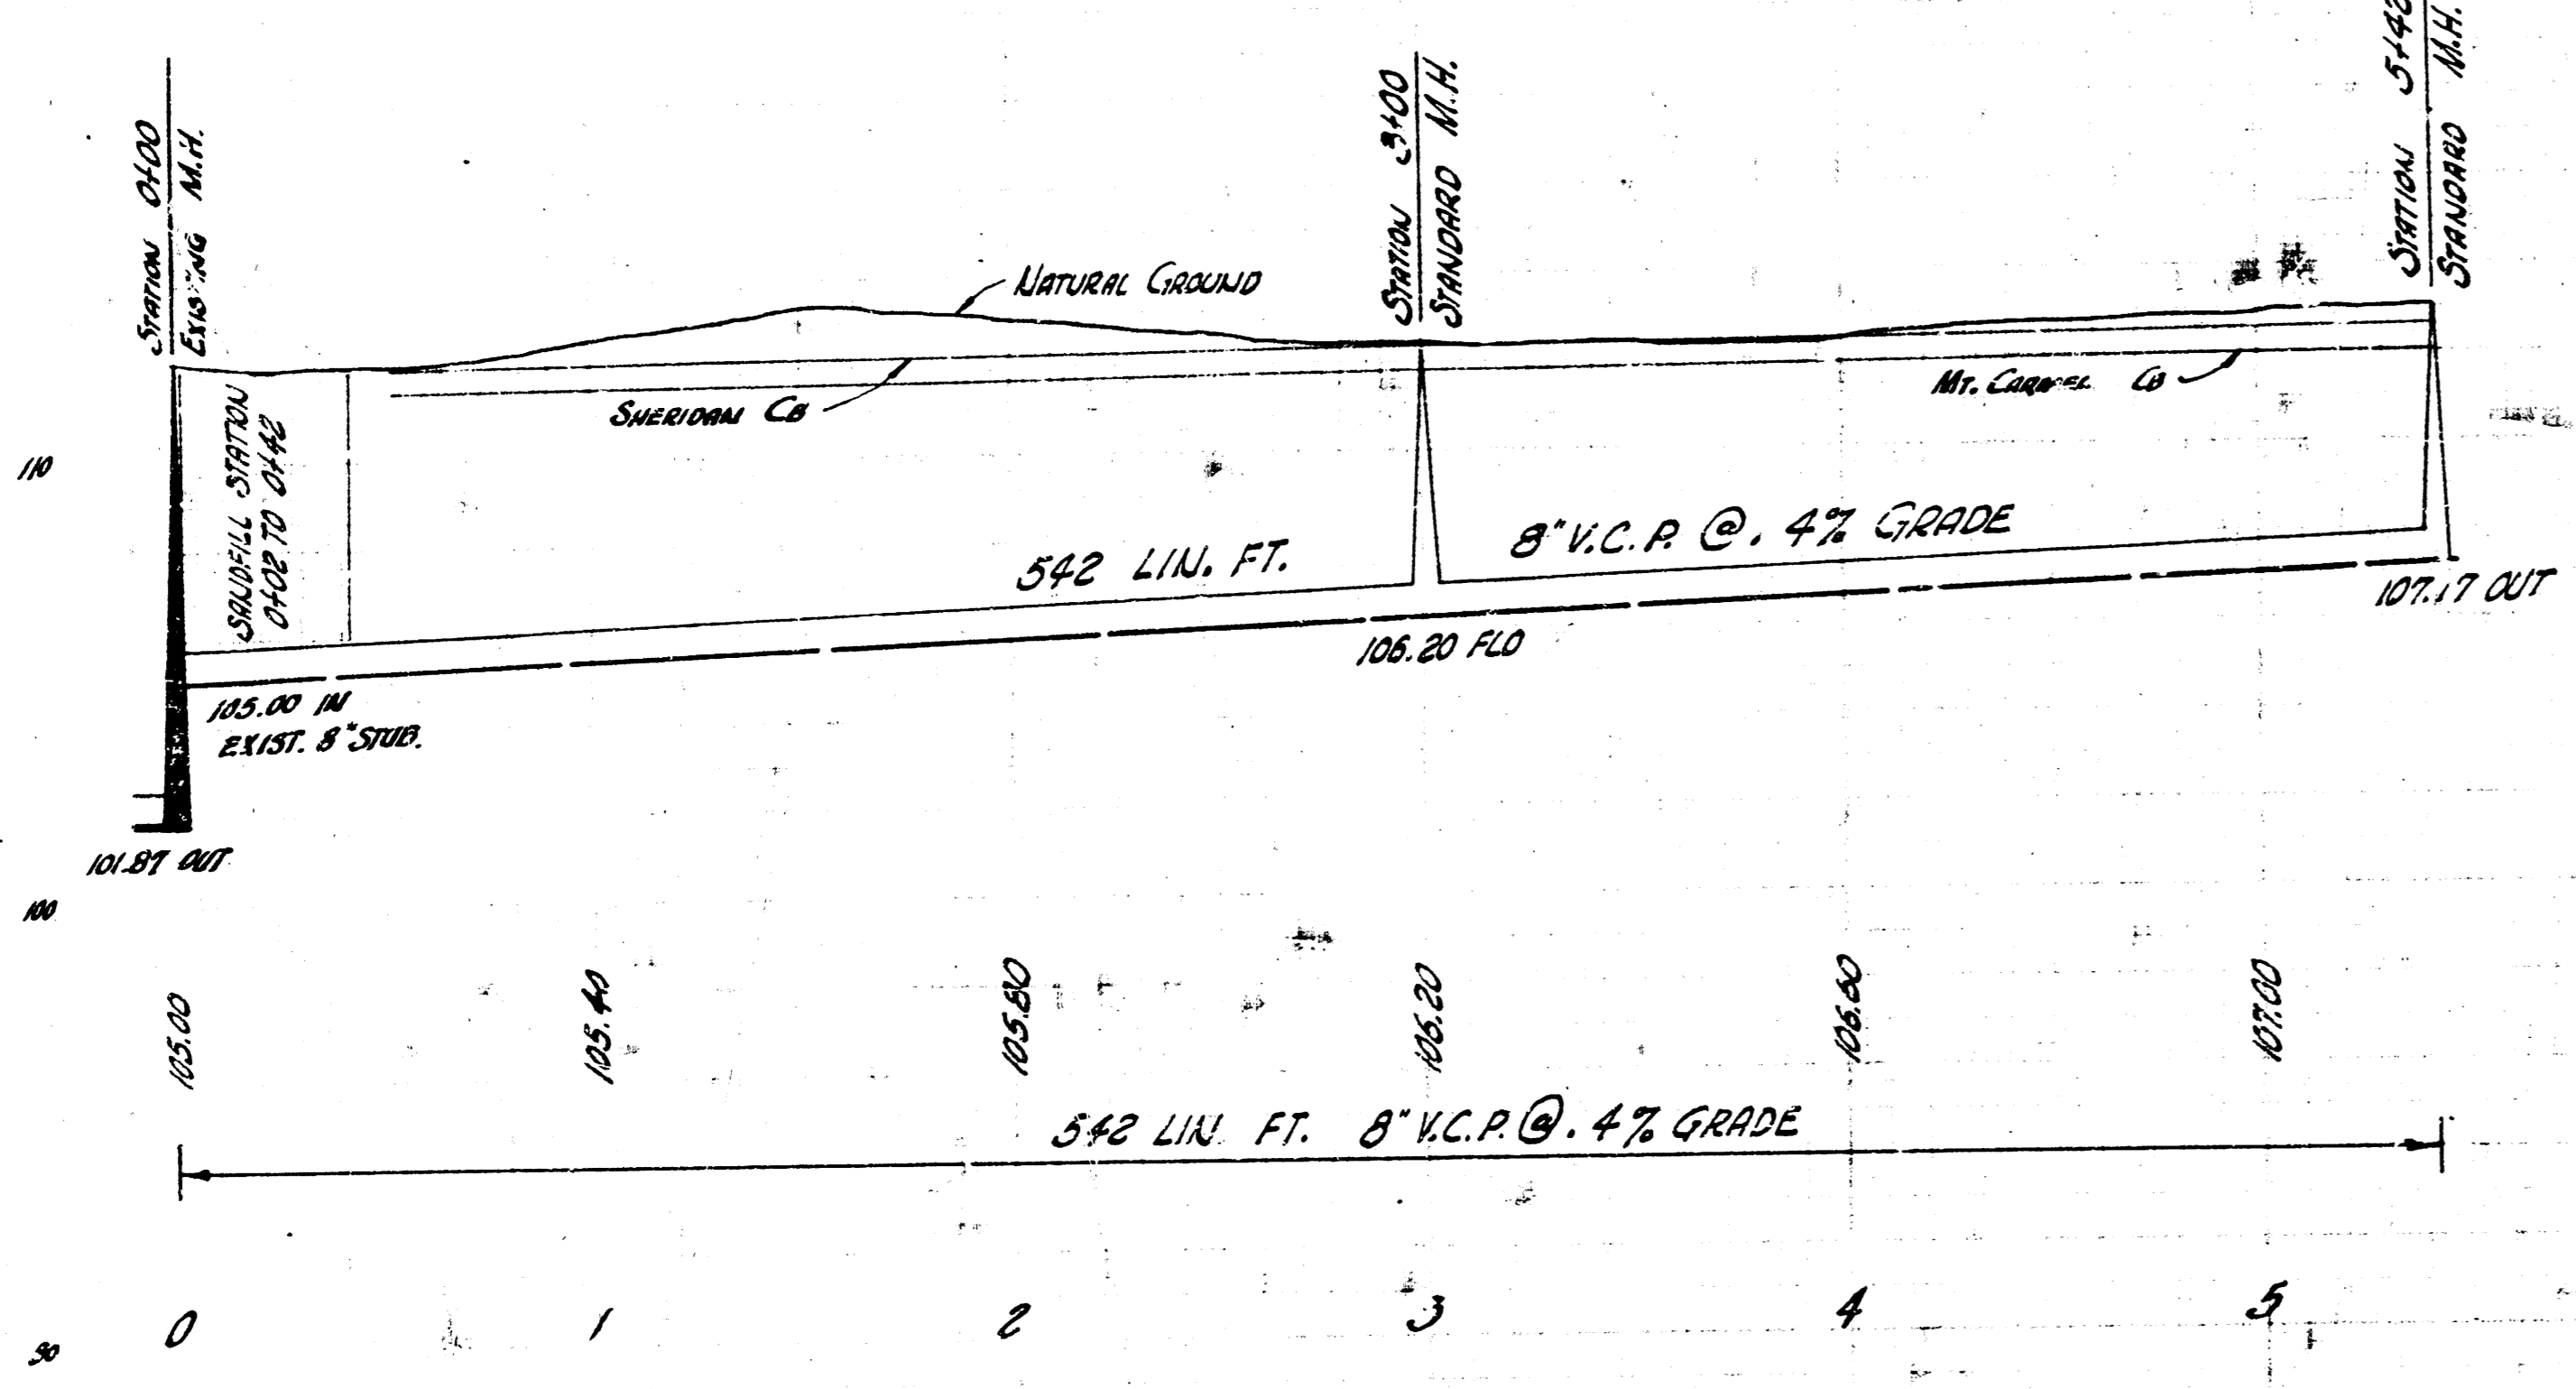 STATION 0+00
EXISTING M.H.
STATION 3+00
STANDARD M.H.
STATION 5+42
STANDARD M.H.
NATURAL GROUND
SHERIDAN CB
MT. CARMEL CB
110
SANDFILL STATION
0+02 TO 0+42
542 LIN. FT.
8" V.C.P. @ .4% GRADE
107.17 OUT
106.20 FLO
105.00 IN
EXIST. 8" STUB.
101.87 OUT
100
105.00
105.40
105.80
106.20
106.60
107.00
542 LIN. FT. 8" V.C.P. @ .4% GRADE
0
1
2
3
4
5
90